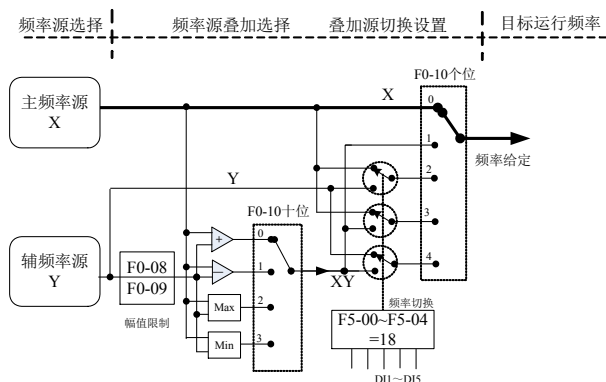 频率源选择
频率源叠加选择
叠加源切换设置
目标运行频率
F0-10个位
主频率源
X
X
0
1
2
3
4
频率给定
Y
F0-10十位
辅频率源
Y
F0-08
F0-09
幅值限制
+
−
Max
Min
0
1
2
3
XY
频率切换
F5-00~F5-04
=18
DI1~DI5